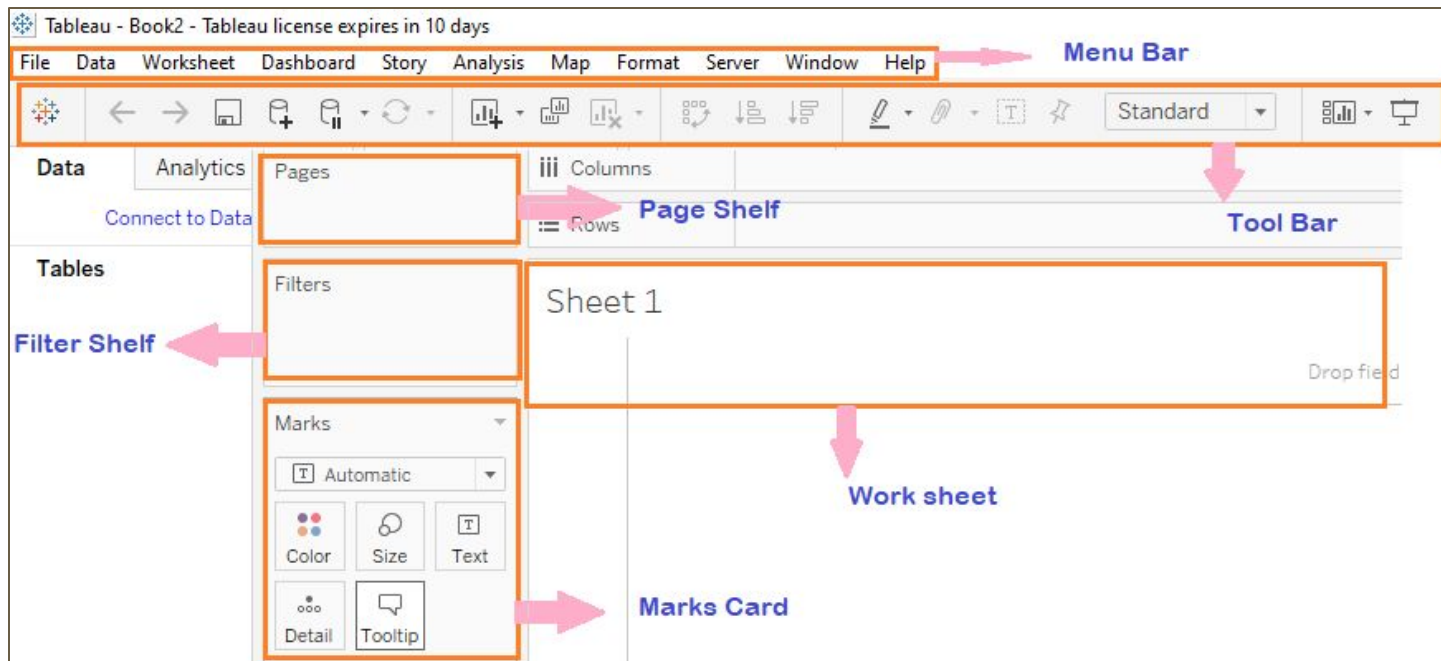 Tableau - Book2 - Tableau license expires in 10 days
File Data Worksheet Dashboard Story Analysis Map Format Server Window Help
Menu Bar
Standard
Data Analytics
Pages
Columns
Connect to Data
Page Shelf
Rows
Tool Bar
Tables
Filters
Sheet 1
Filter Shelf
Drop field
Marks
T Automatic
Work sheet
T
Color Size Text
Marks Card
Detail Tooltip